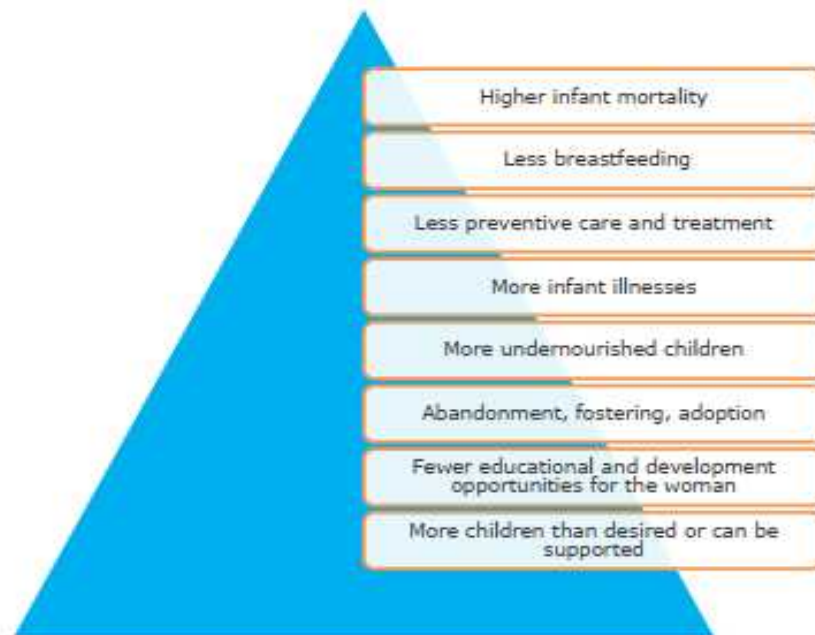 Higher infant mortality
Less breastfeeding
Less preventive care and treatment
More infant illnesses
More undernourished children
Abandonment, fostering, adoption
Fewer educational and development
opportunities for the woman
More children than desired or can be
supported